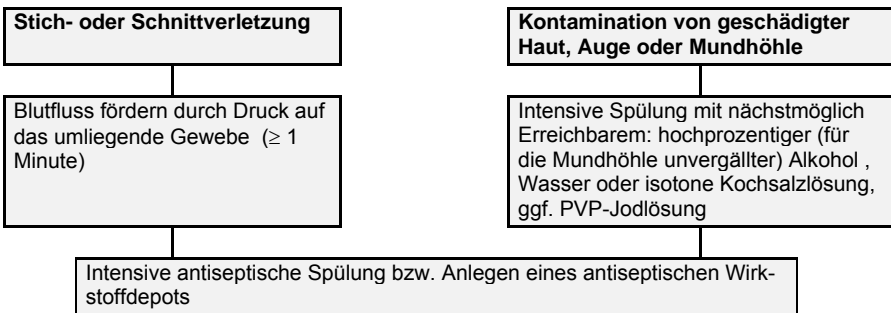 Stich- oder Schnittverletzung
Kontamination von geschädigter
Haut, Auge oder Mundhöhle
Blutfluss fördern durch Druck auf
das umliegende Gewebe (≥ 1
Minute)
Intensive Spülung mit nächstmöglich
Erreichbarem: hochprozentiger (für
die Mundhöhle unvergällter) Alkohol ,
Wasser oder isotone Kochsalzlösung,
ggf. PVP-Jodlösung
Intensive antiseptische Spülung bzw. Anlegen eines antiseptischen Wirk-
stoffdepots